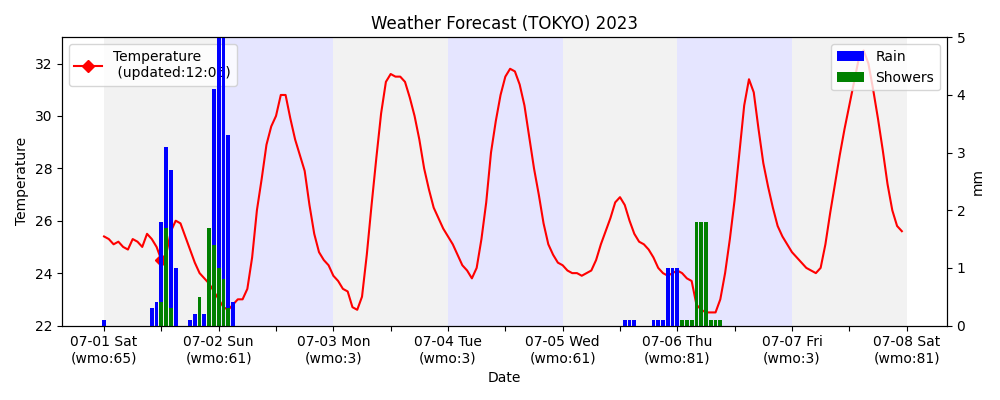 Weather Forecast (TOKYO) 2023
Temperature
(updated:12:00)
Rain
Showers
32
30
28
26
24
22
Temperature
5
4
3
2
1
0
mm
07-01 Sat
(wmo:65)
07-02 Sun
(wmo:61)
07-03 Mon
(wmo:3)
07-04 Tue
(wmo:3)
07-05 Wed
(wmo:61)
07-06 Thu
(wmo:81)
07-07 Fri
(wmo:3)
07-08 Sat
(wmo:81)
Date